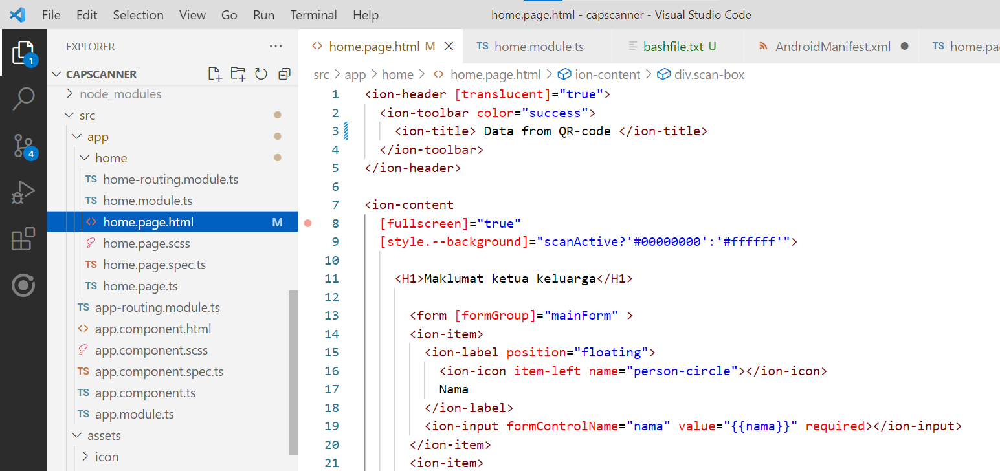 File Edit Selection View Go Run Terminal Help
home.page.html - capscanner - Visual Studio Code
EXPLORER ···
1
4
CAPSCANNER
node_modules
src
app
home
TS home-routing.module.ts
TS home.module.ts
<> home.page.html M
home.page.scss
TS home.page.spec.ts
TS home.page.ts
TS app-routing.module.ts
<> app.component.html
app.component.scss
TS app.component.spec.ts
TS app.component.ts
TS app.module.ts
assets
icon
<> home.page.html M × TS home.module.ts bashfile.txt U AndroidManifest.xml ● TS home.pa
src > app > home > <> home.page.html > ion-content > div.scan-box
1 <ion-header [translucent]="true">
2 <ion-toolbar color="success">
3 <ion-title> Data from QR-code </ion-title>
4 </ion-toolbar>
5 </ion-header>
6
7 <ion-content
8 [fullscreen]="true"
9 [style.--background]="scanActive?'#00000000':'#ffffff'">
10
11 <H1>Maklumat ketua keluarga</H1>
12
13 <form [formGroup]="mainForm" >
14 <ion-item>
15 <ion-label position="floating">
16 <ion-icon item-left name="person-circle"></ion-icon>
17 Nama
18 </ion-label>
19 <ion-input formControlName="nama" value="{{nama}}" required></ion-input>
20 </ion-item>
21 <ion-item>